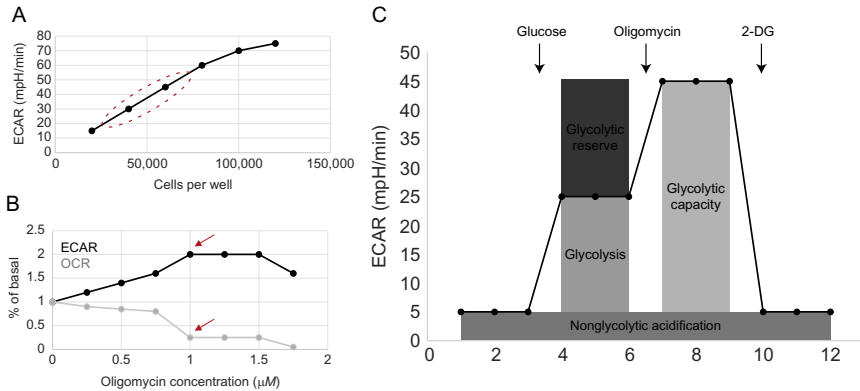 A
ECAR (mpH/min)
80
70
60
50
40
30
20
10
0
0 50,000 100,000 150,000
Cells per well
B
% of basal
2.5
2
1.5
1
0.5
0
ECAR
OCR
0 0.5 1 1.5 2
Oligomycin concentration (μM)
C
Glucose Oligomycin 2-DG
ECAR (mpH/min)
50
45
40
35
30
25
20
15
10
5
0
Glycolytic
reserve
Glycolytic
capacity
Glycolysis
Nonglycolytic acidification
0 2 4 6 8 10 12